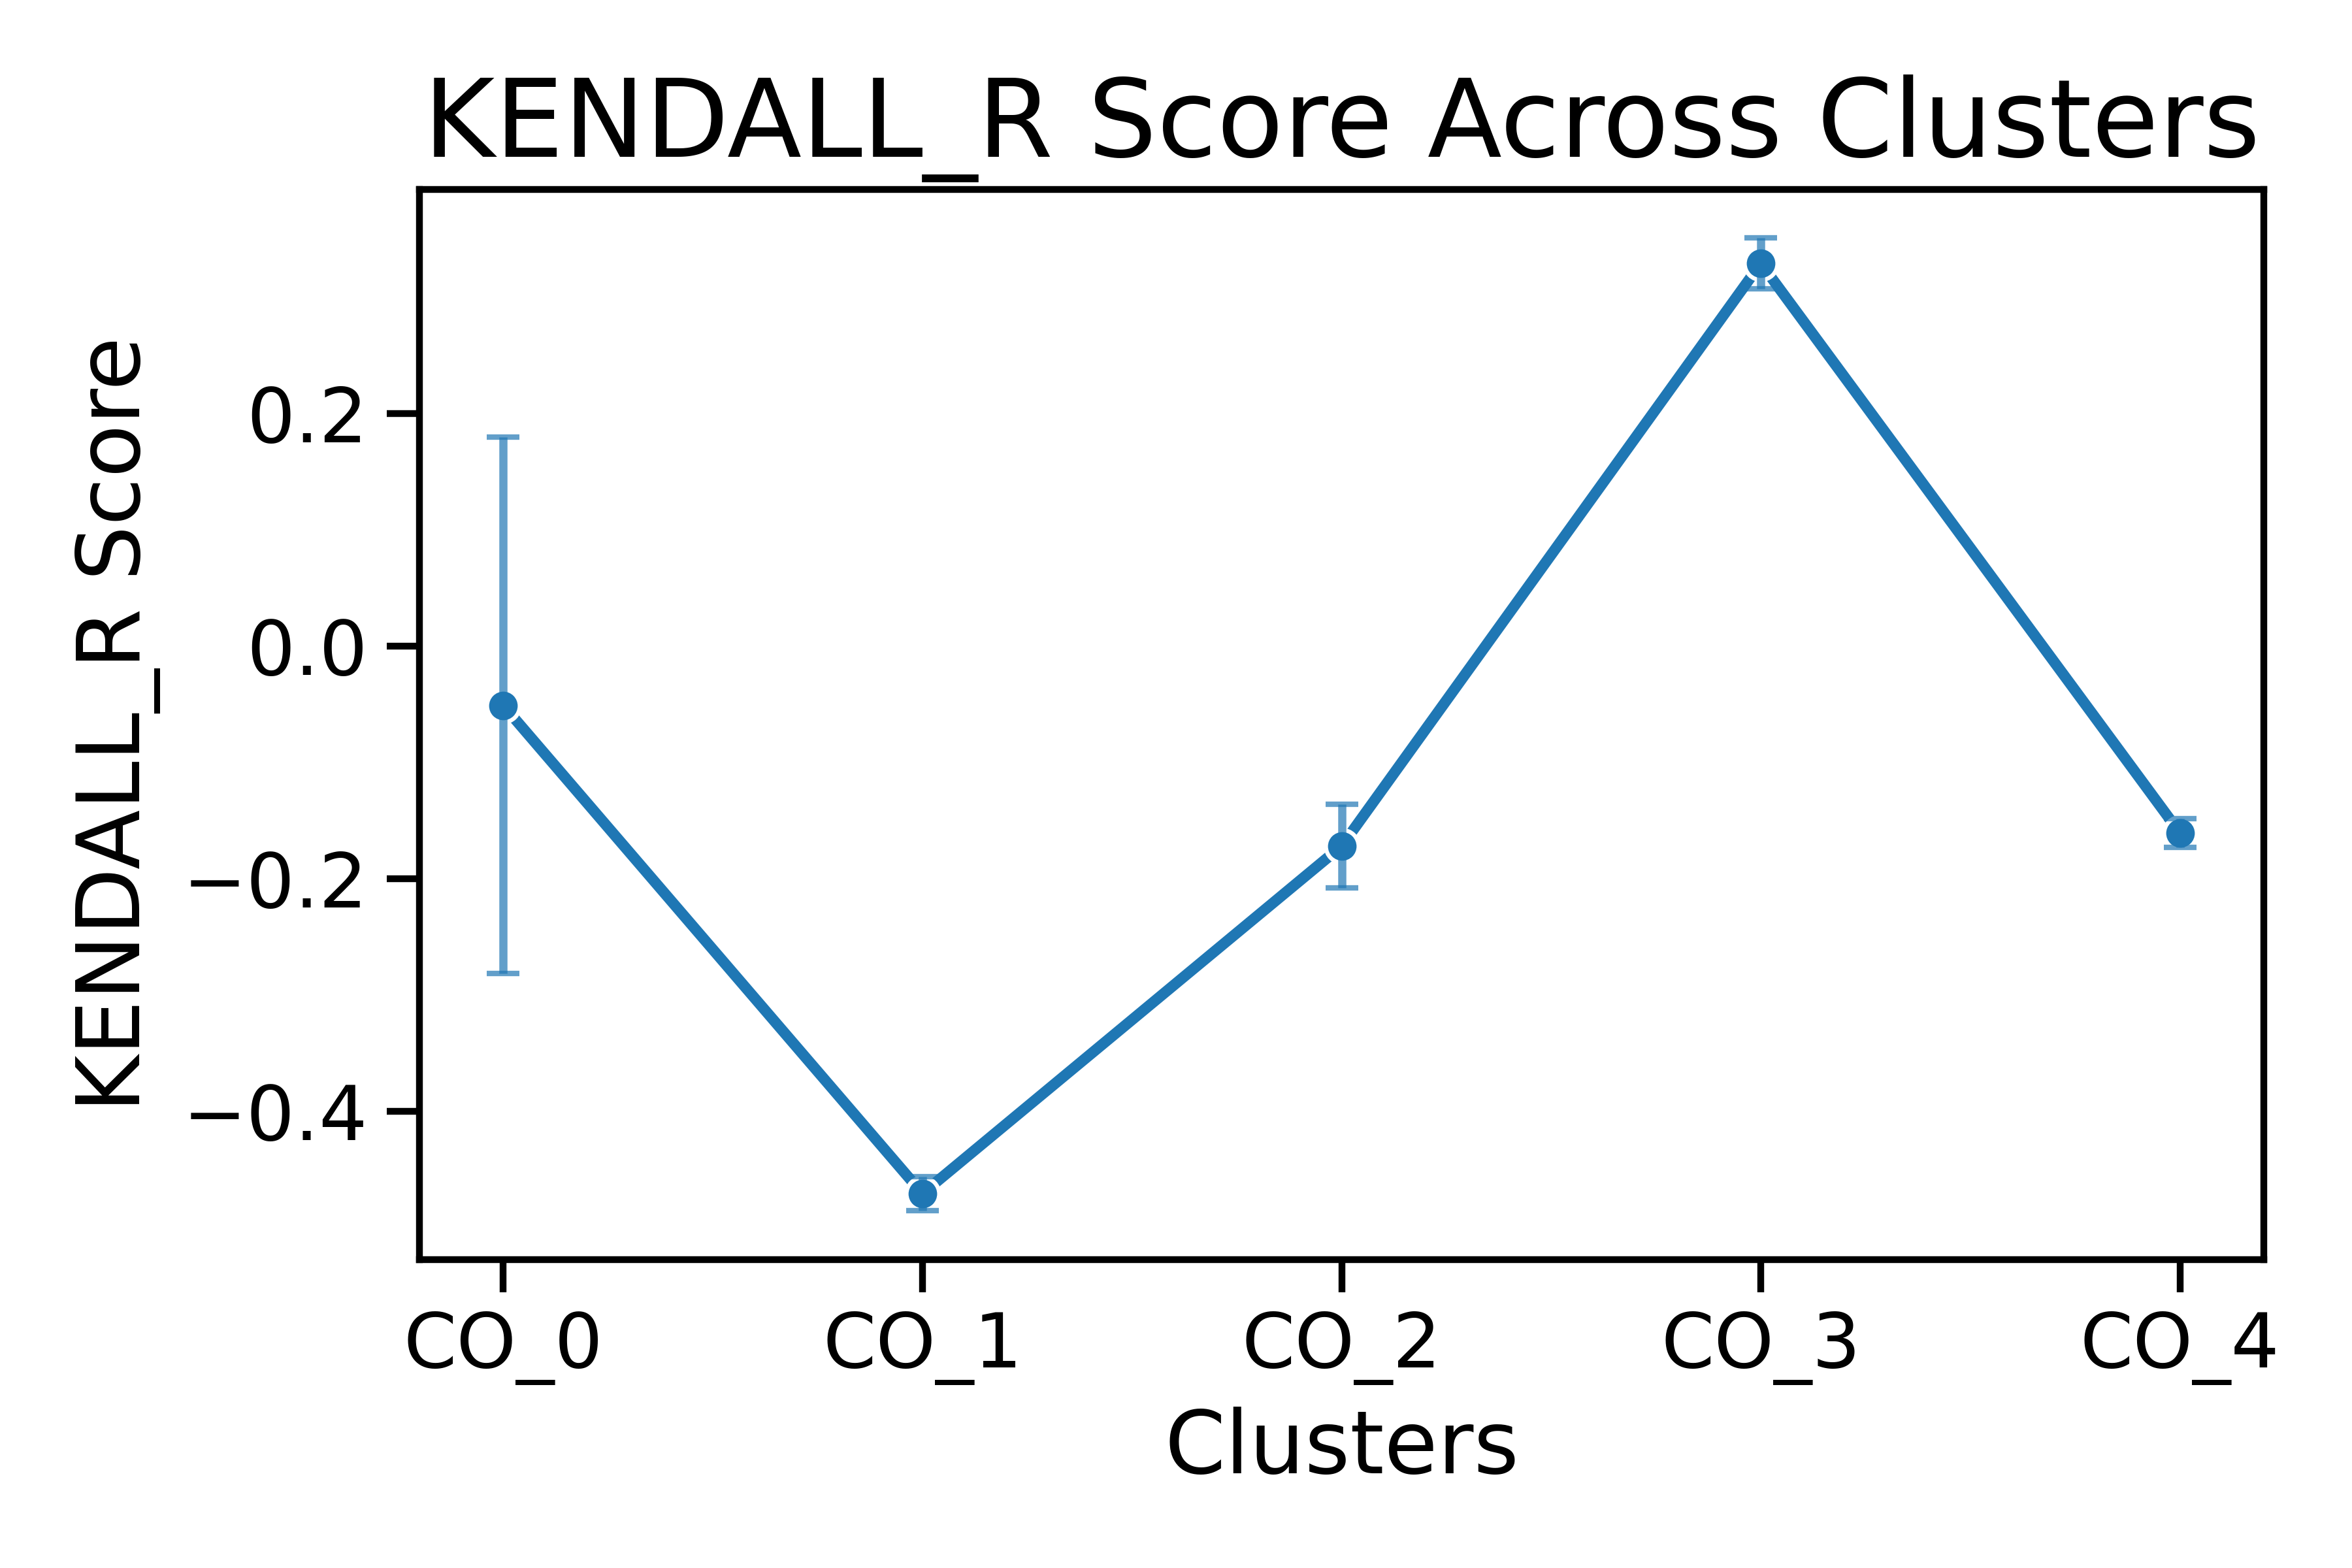 KENDALL_R Score Across Clusters
KENDALL_R Score
0.2
0.0
−0.2
−0.4
CO_0 CO_1 CO_2 CO_3 CO_4
Clusters